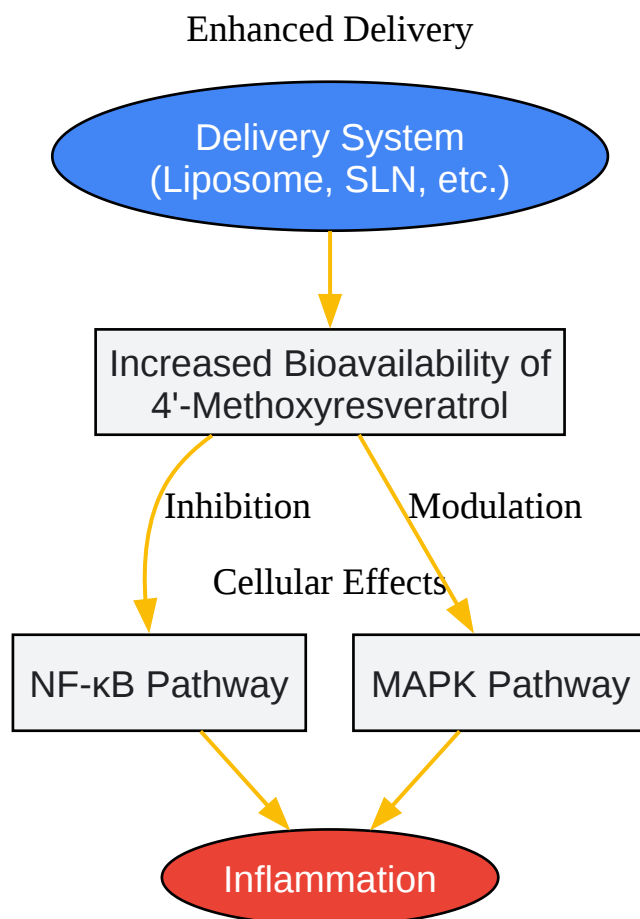 Enhanced Delivery
Delivery System
(Liposome, SLN, etc.)
Increased Bioavailability of
4'-Methoxyresveratrol
Inhibition
Modulation
Cellular Effects
NF-κB Pathway
MAPK Pathway
Inflammation